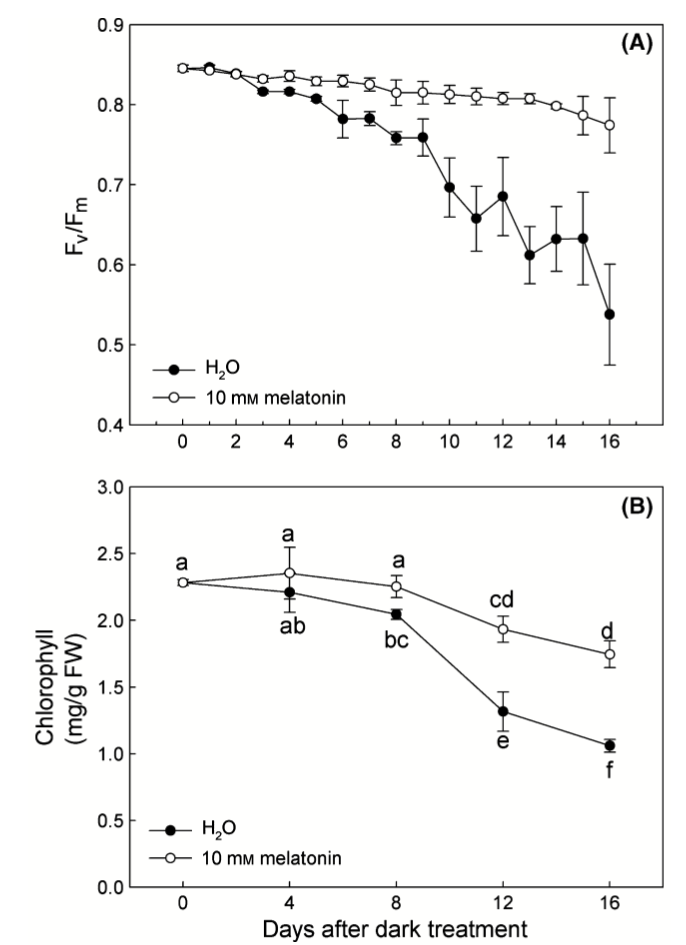 (A)
0.9
0.8
0.7
0.6
0.5
0.4
Fv/Fm
H₂O
10 mᴍ melatonin
0 2 4 6 8 10 12 14 16
(B)
3.0
2.5
2.0
1.5
1.0
0.5
0.0
Chlorophyll
(mg/g FW)
a
a
a
cd
d
ab
bc
e
f
H₂O
10 mᴍ melatonin
0 4 8 12 16
Days after dark treatment